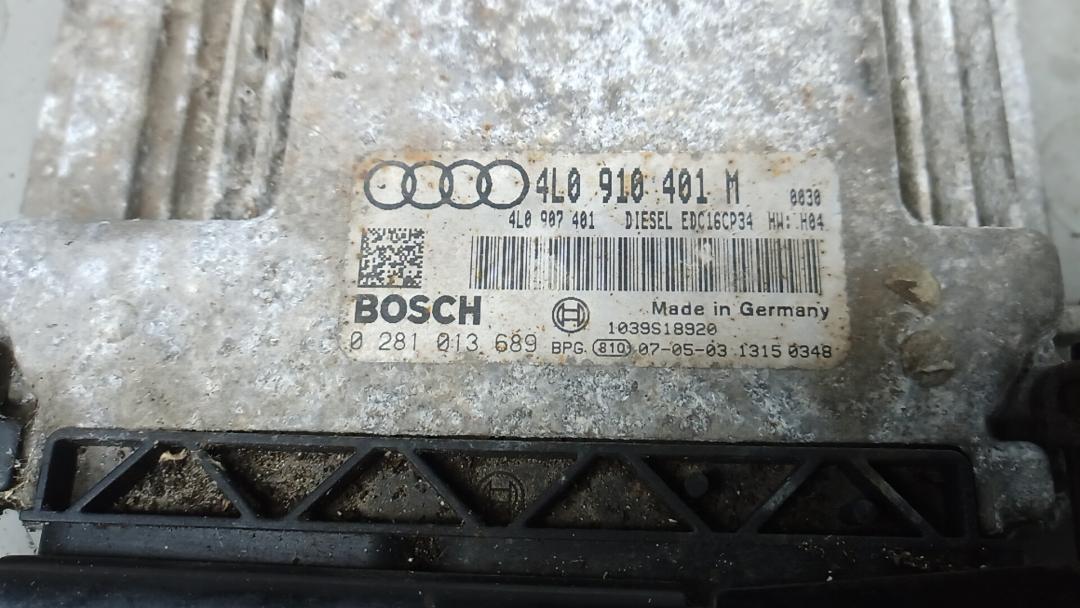 4L0 910 401 M 0030
4L0 907 401 DIESEL EDC16CP34 HW: H04
BOSCH Made in Germany
1039S18920
0 281 013 689 BPG. 810 07-05-03 1315 0348